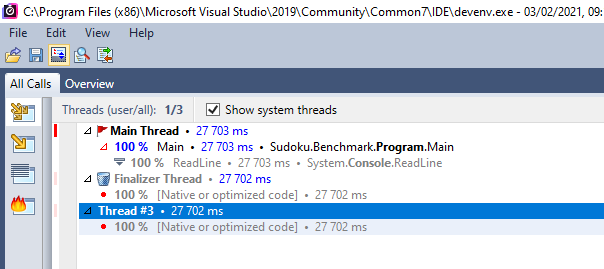 C:\Program Files (x86)\Microsoft Visual Studio\2019\Community\Common7\IDE\devenv.exe - 03/02/2021, 09:
File Edit View Go Help
All Calls Overview
Threads (user/all): 1/3 Show system threads
Main Thread • 27 703 ms
100 % Main • 27 703 ms • Sudoku.Benchmark.Program.Main
100 % ReadLine • 27 703 ms • System.Console.ReadLine
Finalizer Thread • 27 702 ms
100 % [Native or optimized code] • 27 702 ms
Thread #3 • 27 702 ms
100 % [Native or optimized code] • 27 702 ms